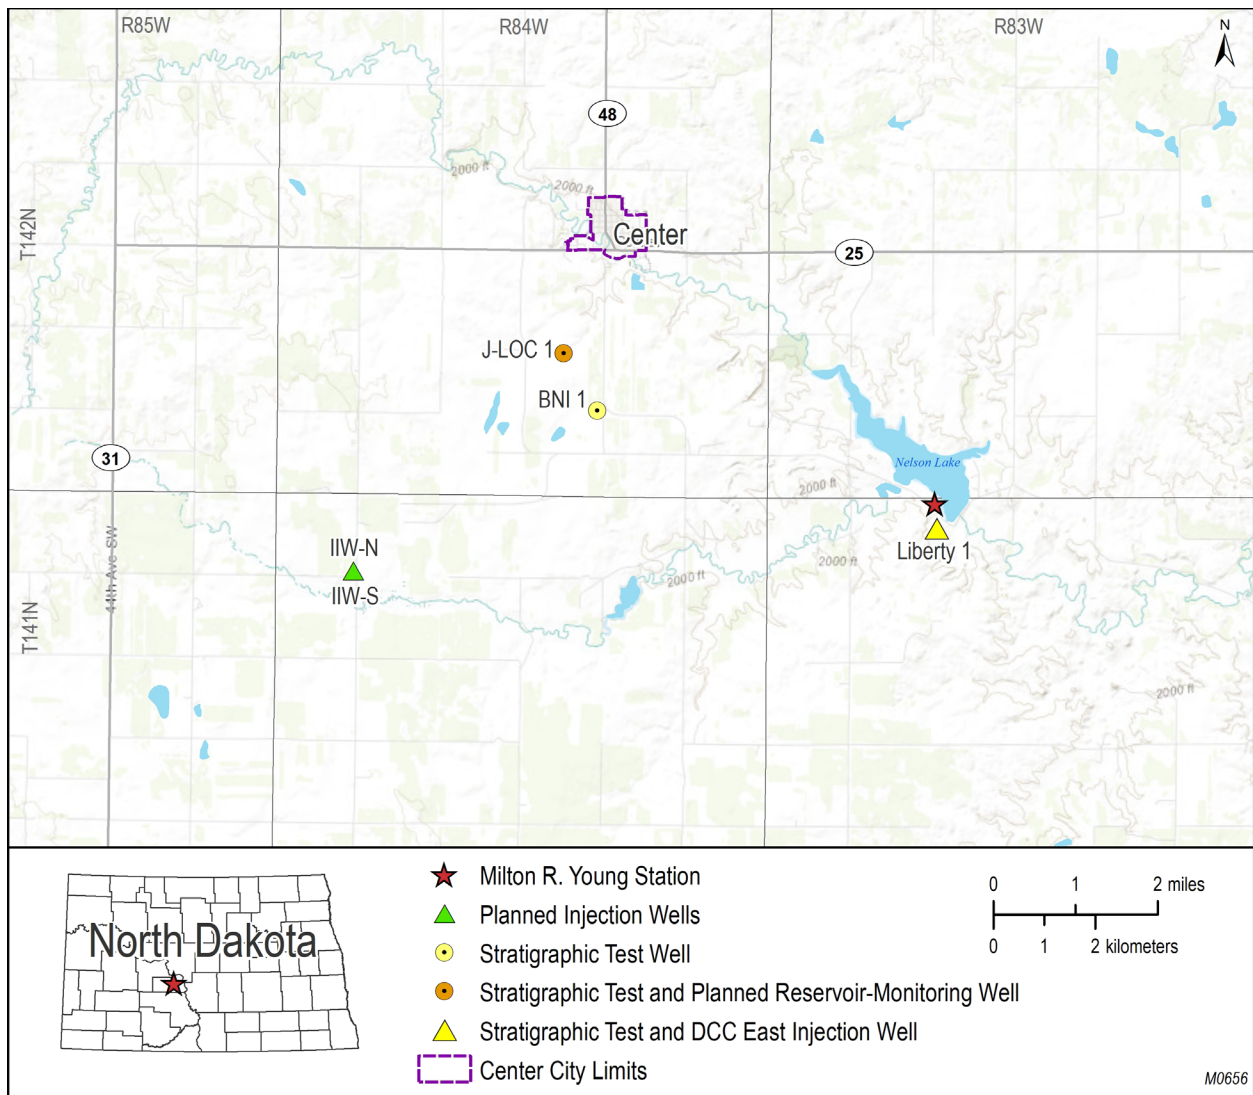 R85W
R84W
R83W
N
48
2000 ft
2000 ft
T142N
Center
25
J-LOC 1
BNI 1
31
Nelson Lake
2000 ft
44th Ave SW
IIW-N
IIW-S
Liberty 1
2000 ft
2000 ft
T141N
2000 ft
North Dakota
Milton R. Young Station
Planned Injection Wells
Stratigraphic Test Well
Stratigraphic Test and Planned Reservoir-Monitoring Well
Stratigraphic Test and DCC East Injection Well
Center City Limits
0 1 2 miles
0 1 2 kilometers
M0656